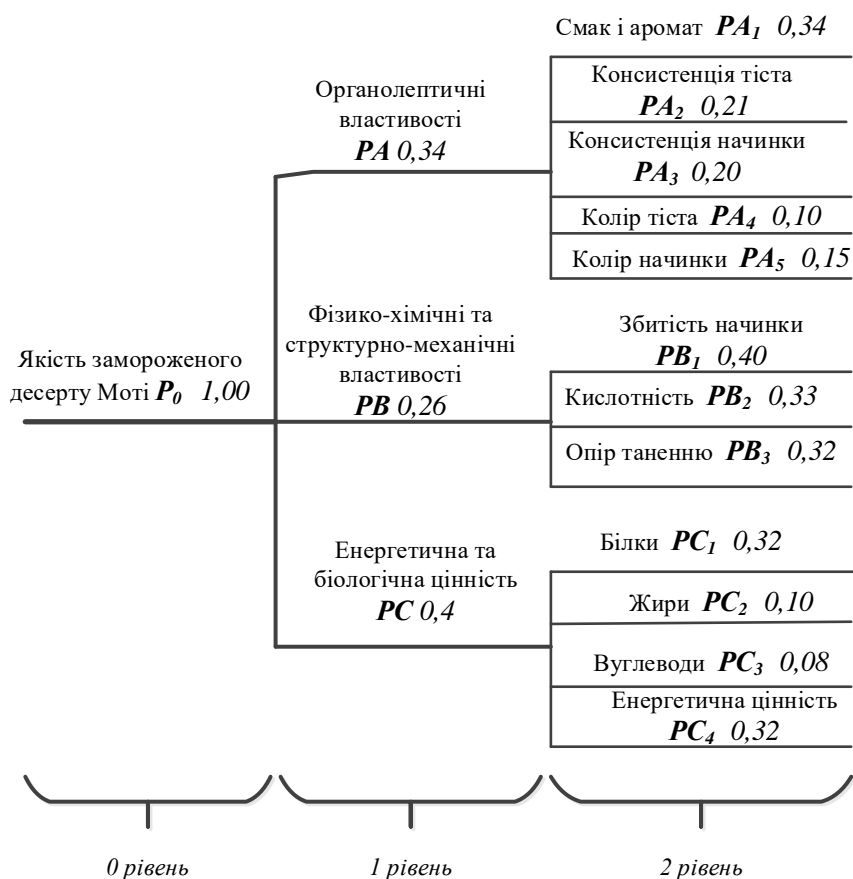 Якість замороженого
десерту Моті P0 1,00
Органолептичні
властивості
PA 0,34
Смак і аромат PA1 0,34
Консистенція тіста
PA2 0,21
Консистенція начинки
PA3 0,20
Колір тіста PA4 0,10
Колір начинки PA5 0,15
Фізико-хімічні та
структурно-механічні
властивості
PB 0,26
Збитість начинки
PB1 0,40
Кислотність PB2 0,33
Опір таненню PB3 0,32
Енергетична та
біологічна цінність
PC 0,4
Білки PC1 0,32
Жири PC2 0,10
Вуглеводи PC3 0,08
Енергетична цінність
PC4 0,32
0 рівень
1 рівень
2 рівень